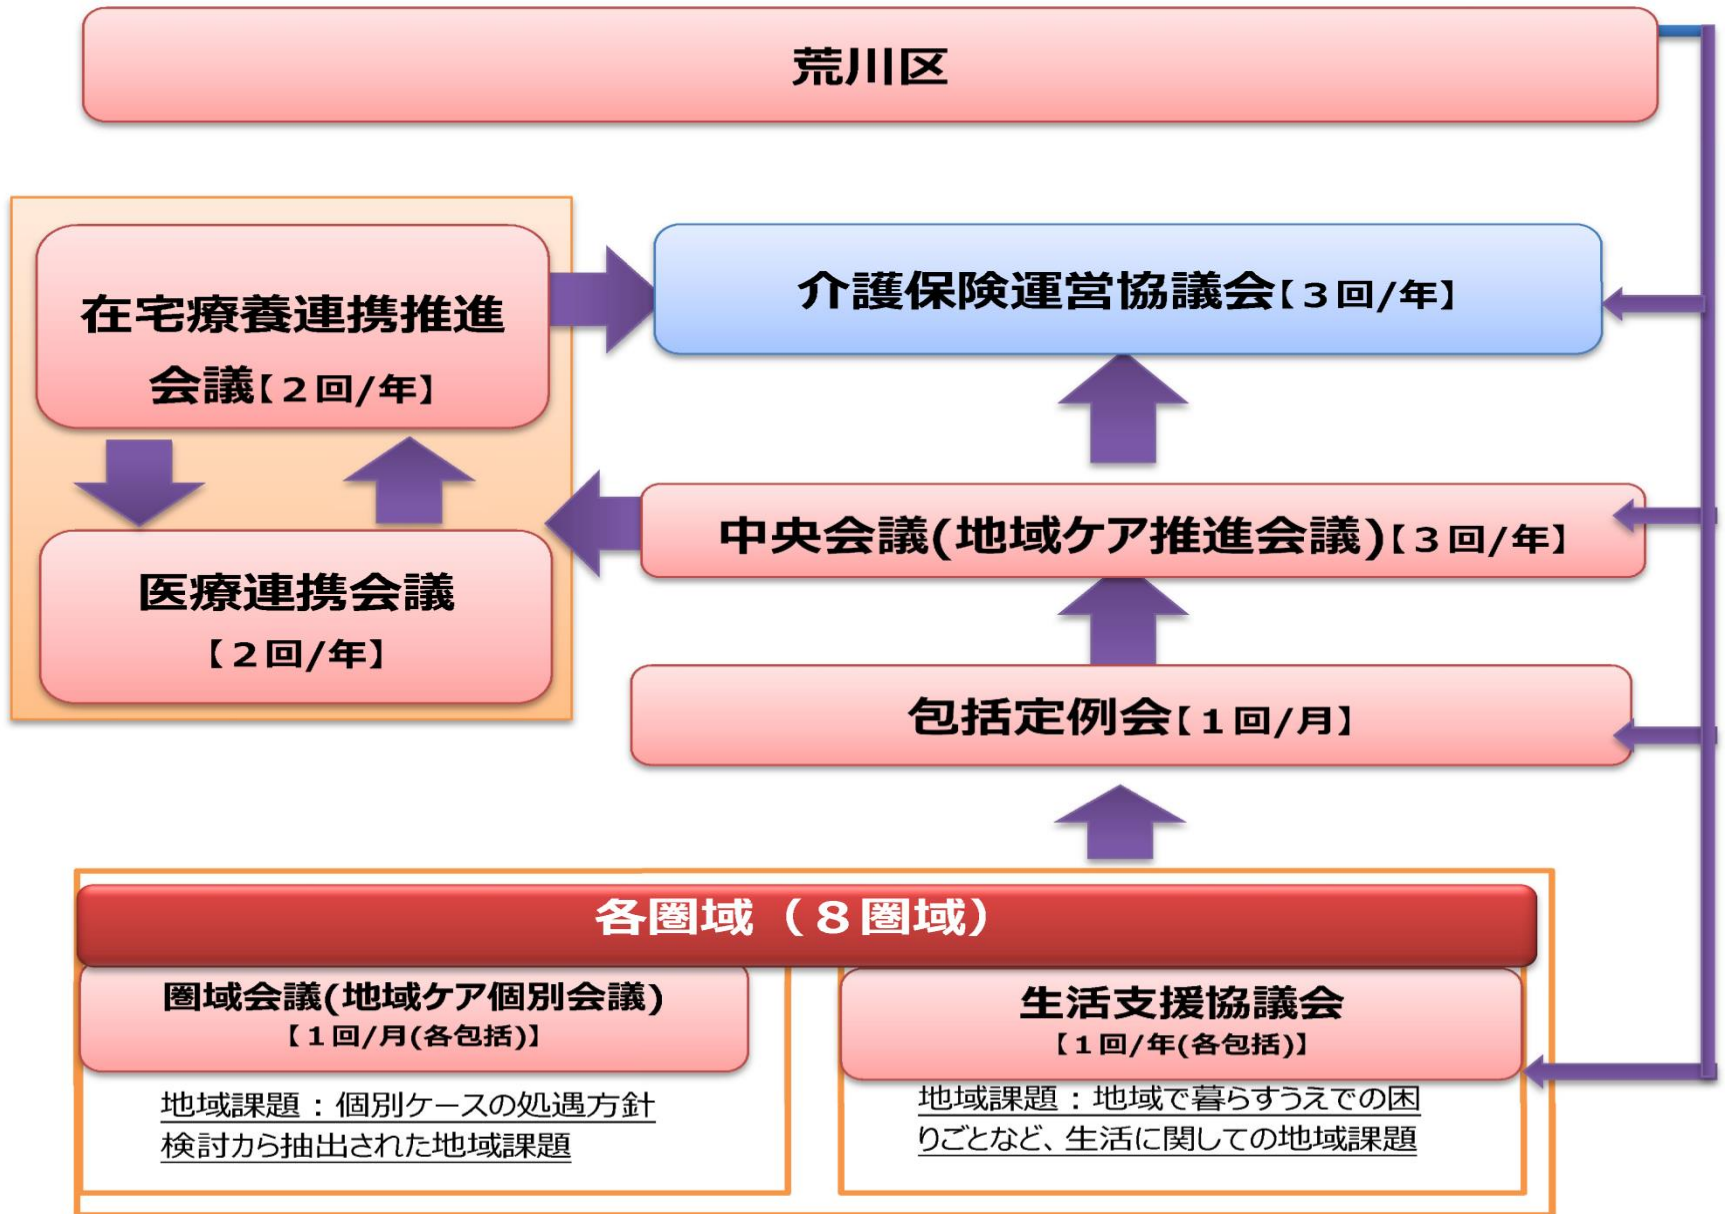 荒川区
在宅療養連携推進
会議【２回/年】
介護保険運営協議会【３回/年】
中央会議(地域ケア推進会議)【３回/年】
医療連携会議
【２回/年】
包括定例会【１回/月】
各圏域（８圏域）
圏域会議(地域ケア個別会議)
【１回/月(各包括)】
生活支援協議会
【１回/年(各包括)】
地域課題：個別ケースの処遇方針
検討から抽出された地域課題
地域課題：地域で暮らすうえでの困
りごとなど、生活に関しての地域課題